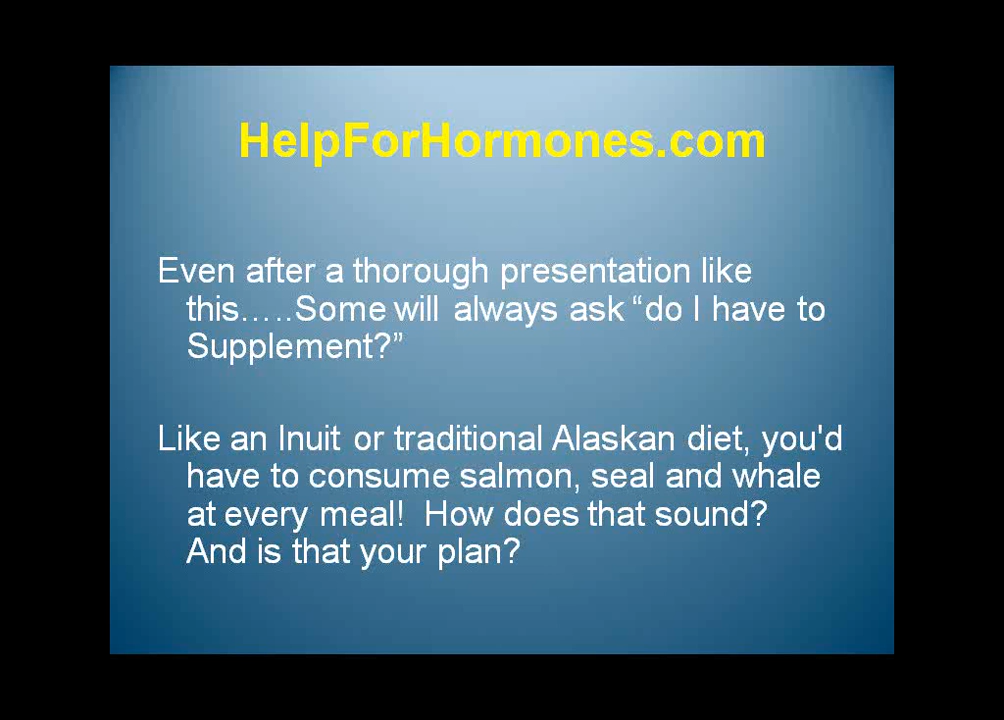 HelpForHormones.com
Even after a thorough presentation like
this…..Some will always ask “do I have to
Supplement?”
Like an Inuit or traditional Alaskan diet, you'd
have to consume salmon, seal and whale
at every meal!  How does that sound?
And is that your plan?